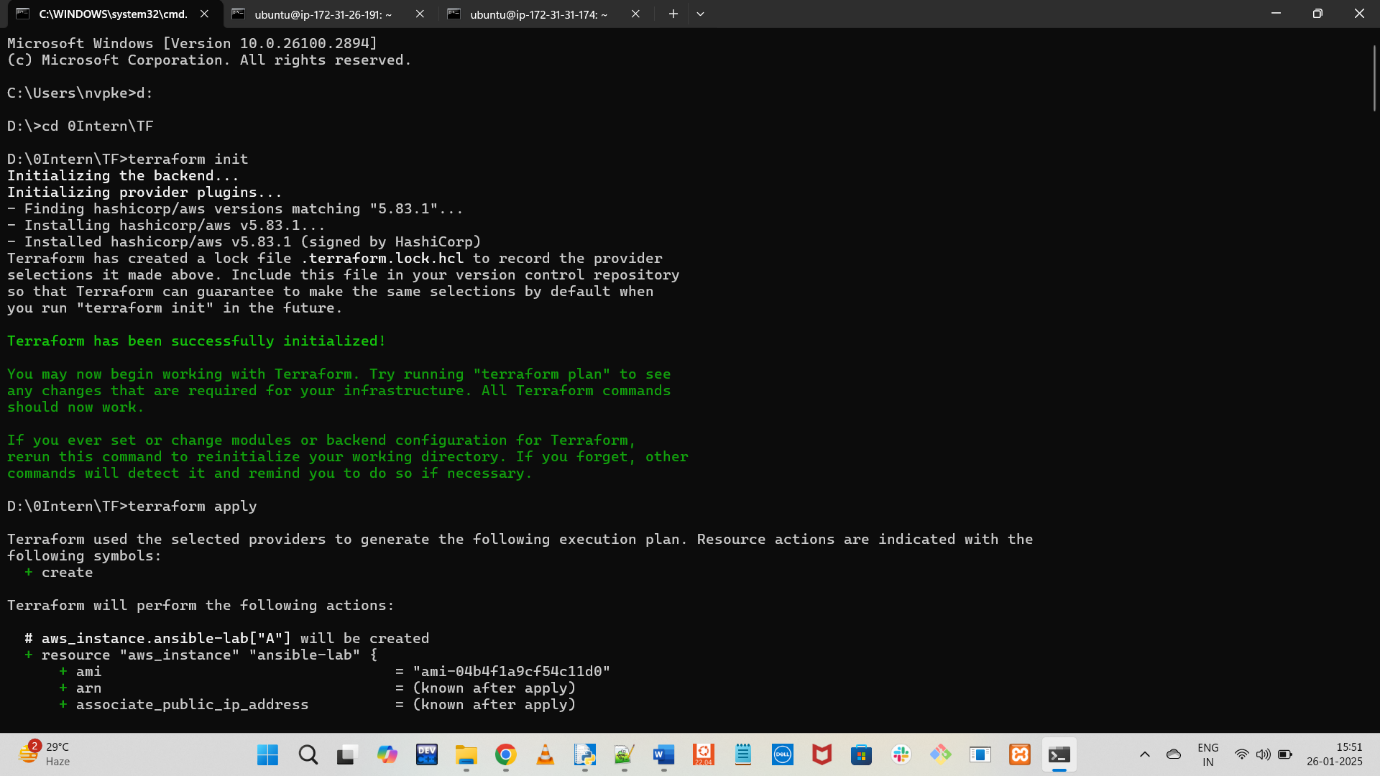 C:\WINDOWS\system32\cmd.
ubuntu@ip-172-31-26-191: ~
ubuntu@ip-172-31-31-174: ~
Microsoft Windows [Version 10.0.26100.2894]
(c) Microsoft Corporation. All rights reserved.
C:\Users\nvpke>d:
D:\>cd 0Intern\TF
D:\0Intern\TF>terraform init
Initializing the backend...
Initializing provider plugins...
- Finding hashicorp/aws versions matching "5.83.1"...
- Installing hashicorp/aws v5.83.1...
- Installed hashicorp/aws v5.83.1 (signed by HashiCorp)
Terraform has created a lock file .terraform.lock.hcl to record the provider
selections it made above. Include this file in your version control repository
so that Terraform can guarantee to make the same selections by default when
you run "terraform init" in the future.
Terraform has been successfully initialized!
You may now begin working with Terraform. Try running "terraform plan" to see
any changes that are required for your infrastructure. All Terraform commands
should now work.
If you ever set or change modules or backend configuration for Terraform,
rerun this command to reinitialize your working directory. If you forget, other
commands will detect it and remind you to do so if necessary.
D:\0Intern\TF>terraform apply
Terraform used the selected providers to generate the following execution plan. Resource actions are indicated with the
following symbols:
+ create
Terraform will perform the following actions:
# aws_instance.ansible-lab["A"] will be created
+ resource "aws_instance" "ansible-lab" {
+ ami = "ami-04b4f1a9cf54c11d0"
+ arn = (known after apply)
+ associate_public_ip_address = (known after apply)
2
29°C
Haze
DEV
22.04
DELL
ENG
IN
15:51
26-01-2025